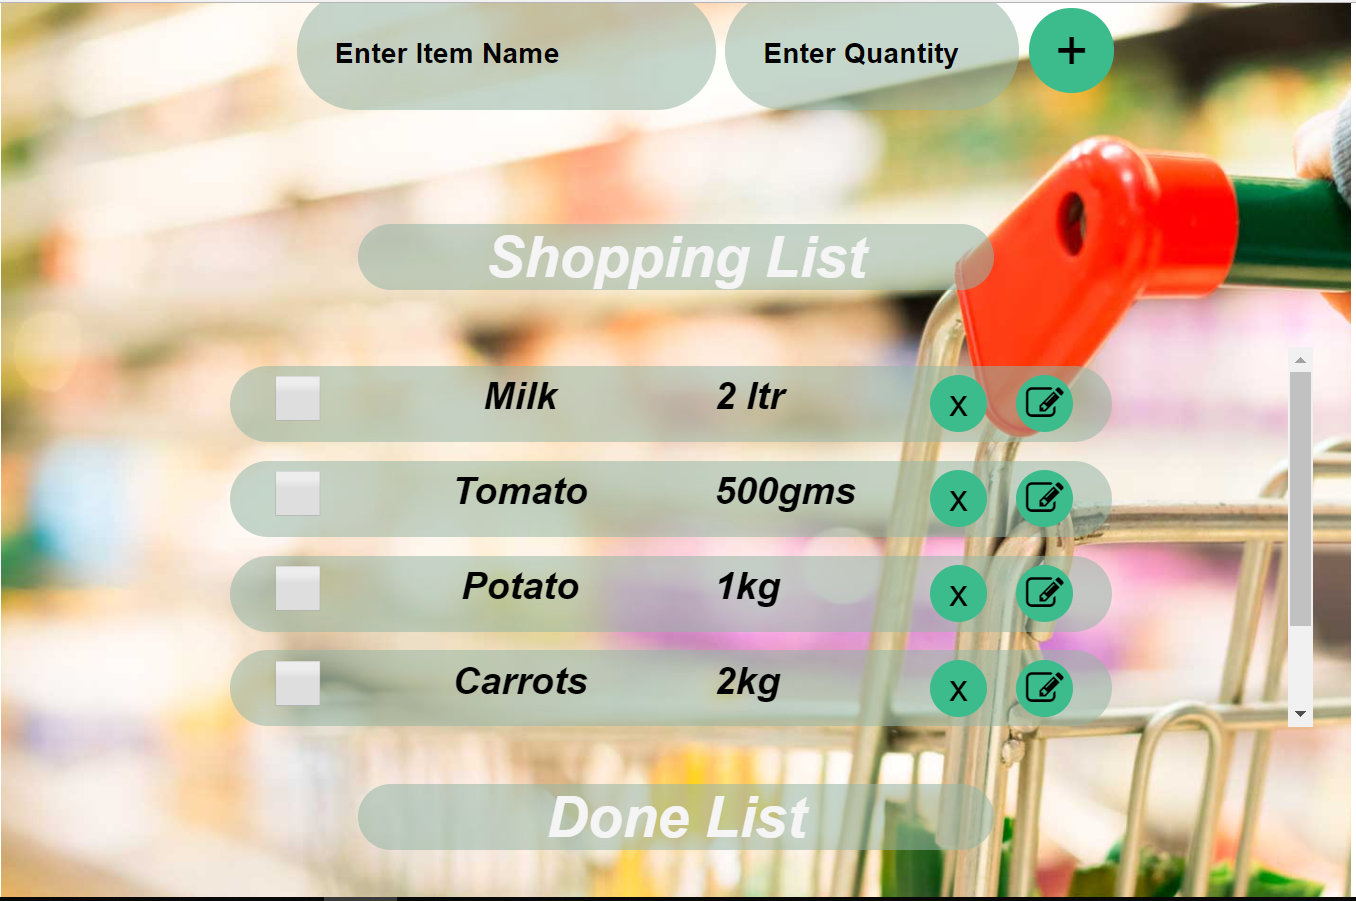 Enter Item Name Enter Quantity +
Shopping List
Milk 2 ltr x
Tomato 500gms x
Potato 1kg x
Carrots 2kg x
Done List